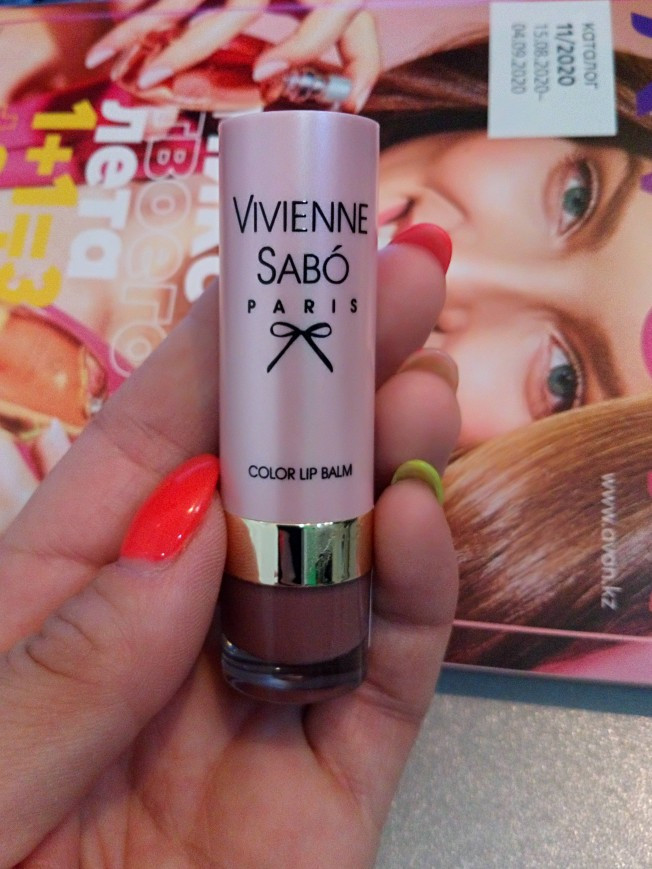 VIVIENNE
SABÓ
PARIS
COLOR LIP BALM
каталог
11/2020
15.08.2020–
04.09.2020
твоего
лета
1+1=3
www.avon.kz